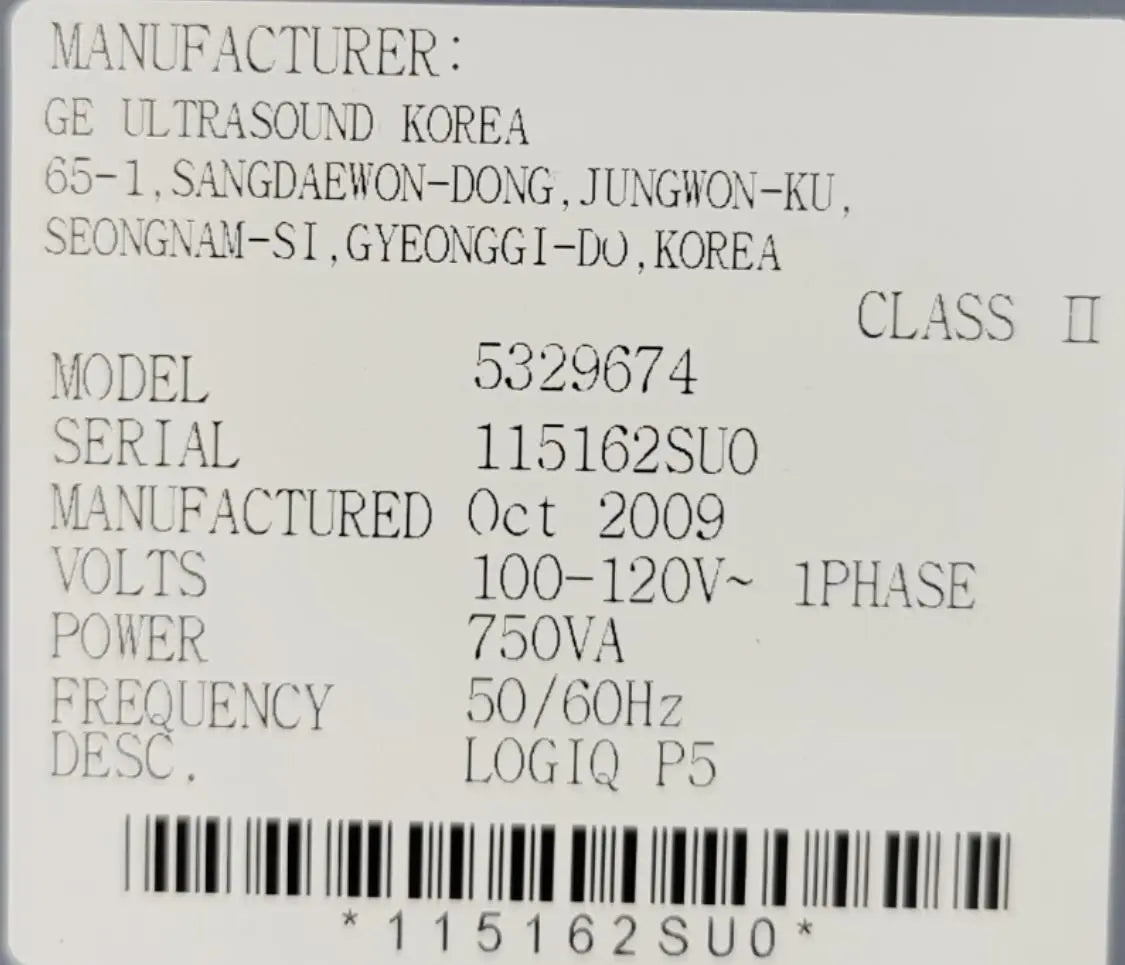 MANUFACTURER:
GE ULTRASOUND KOREA
65-1,SANGDAEWON-DONG,JUNGWON-KU,
SEONGNAM-SI,GYEONGGI-DO,KOREA
CLASS II
MODEL 5329674
SERIAL 115162SU0
MANUFACTURED Oct 2009
VOLTS 100-120V~ 1PHASE
POWER 750VA
FREQUENCY 50/60Hz
DESC. LOGIQ P5
*115162SU0*